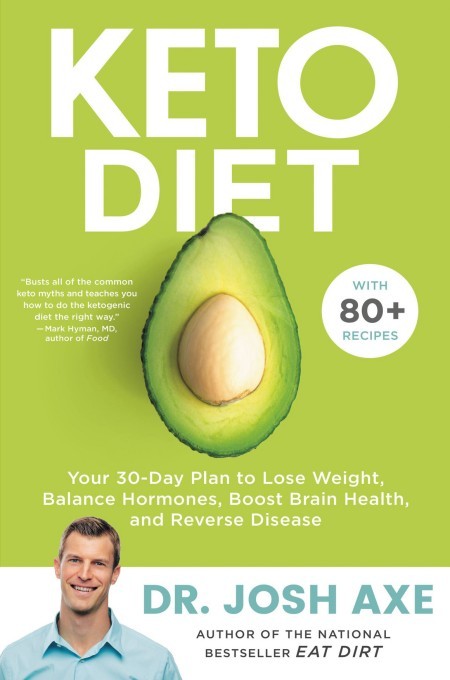 KETO
DIET
“Busts all of the common
keto myths and teaches you
how to do the ketogenic
diet the right way.”
—Mark Hyman, MD,
author of Food
WITH
80+
RECIPES
Your 30-Day Plan to Lose Weight,
Balance Hormones, Boost Brain Health,
and Reverse Disease
DR. JOSH AXE
AUTHOR OF THE NATIONAL
BESTSELLER EAT DIRT